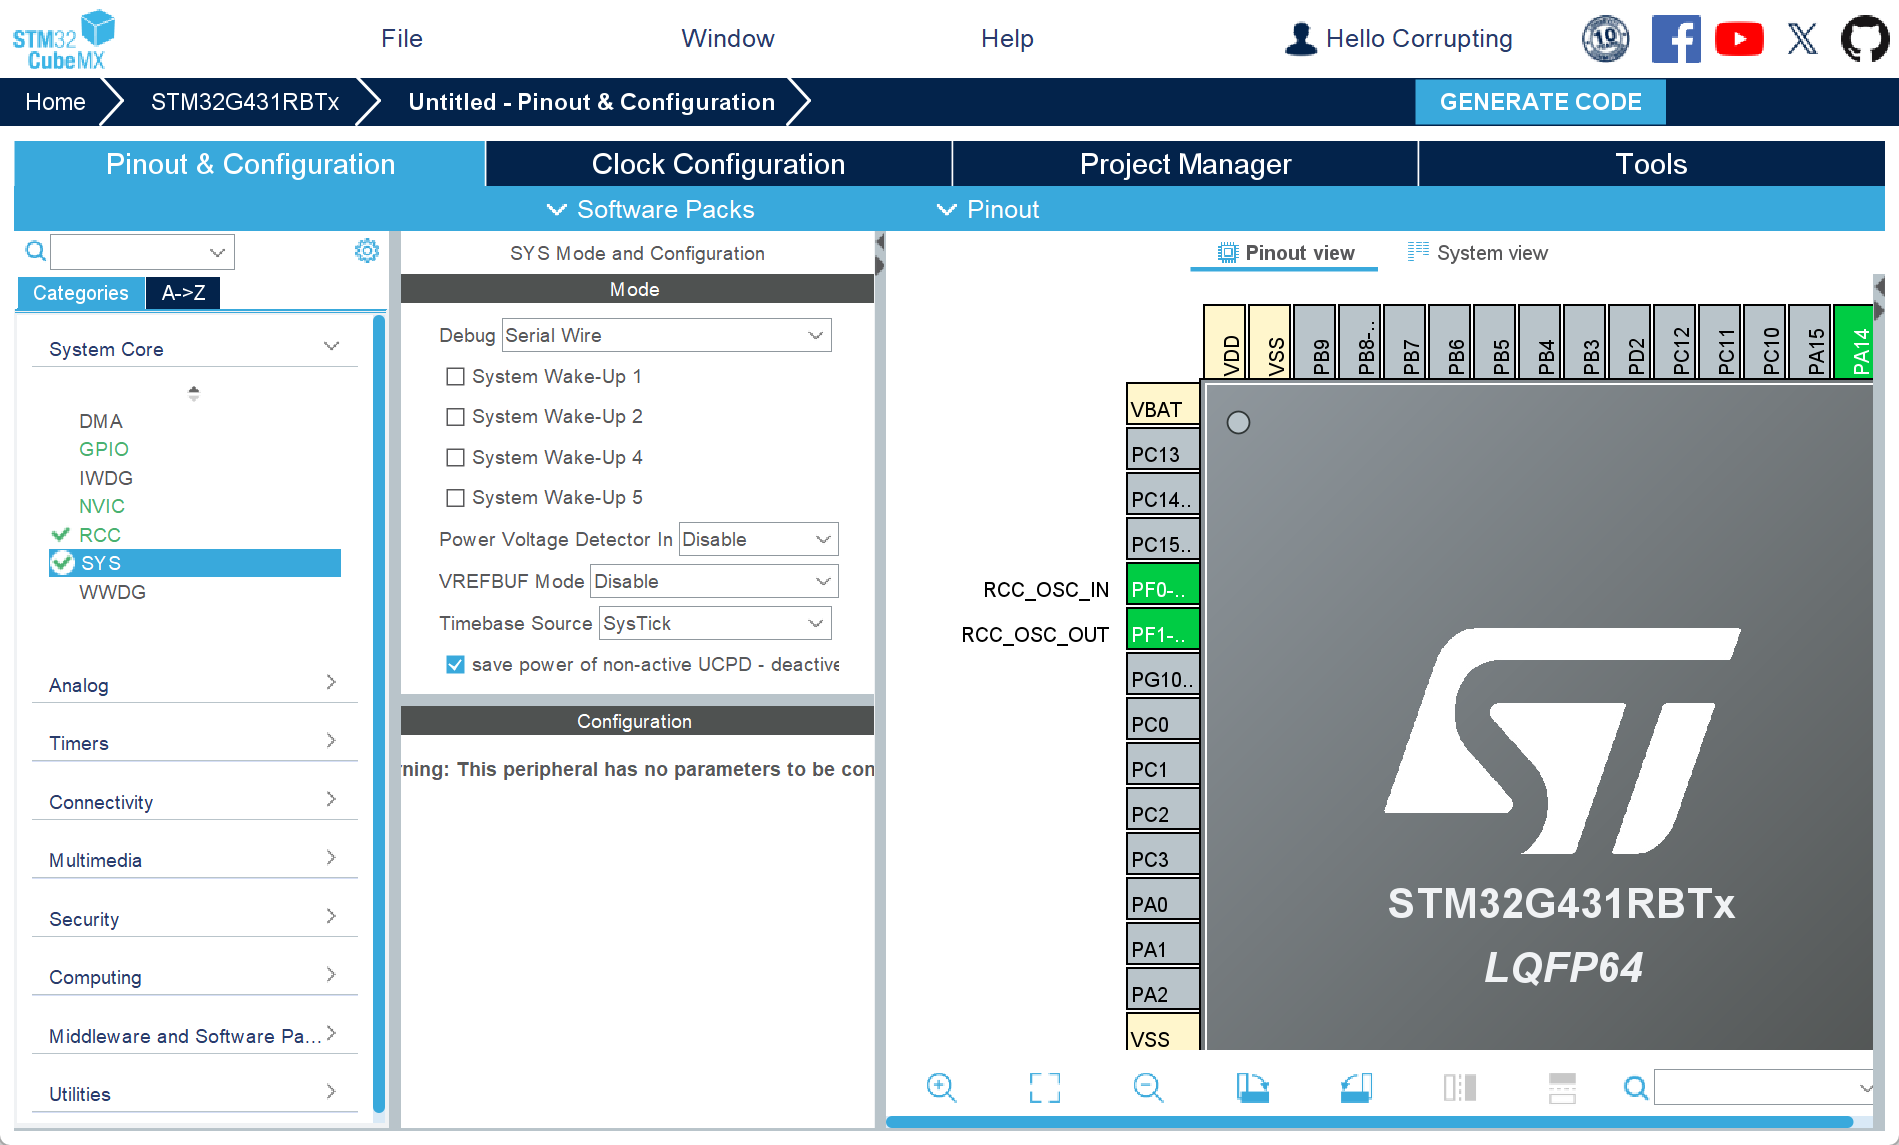 STM32
CubeMX
File
Window
Help
Hello Corrupting
10
Home
STM32G431RBTx
Untitled - Pinout & Configuration
GENERATE CODE
Pinout & Configuration
Clock Configuration
Project Manager
Tools
Software Packs
Pinout
Categories
A->Z
System Core
DMA
GPIO
IWDG
NVIC
RCC
SYS
WWDG
Analog
Timers
Connectivity
Multimedia
Security
Computing
Middleware and Software Pa...
Utilities
SYS Mode and Configuration
Mode
Debug Serial Wire
System Wake-Up 1
System Wake-Up 2
System Wake-Up 4
System Wake-Up 5
Power Voltage Detector In Disable
VREFBUF Mode Disable
Timebase Source SysTick
save power of non-active UCPD - deactive
Configuration
ning: This peripheral has no parameters to be con
Pinout view
System view
VDD
VSS
PB9
PB8-..
PB7
PB6
PB5
PB4
PB3
PD2
PC12
PC11
PC10
PA15
PA14
VBAT
PC13
PC14..
PC15..
RCC_OSC_IN PF0-..
RCC_OSC_OUT PF1-..
PG10..
PC0
PC1
PC2
PC3
PA0
PA1
PA2
VSS
ST
STM32G431RBTx
LQFP64